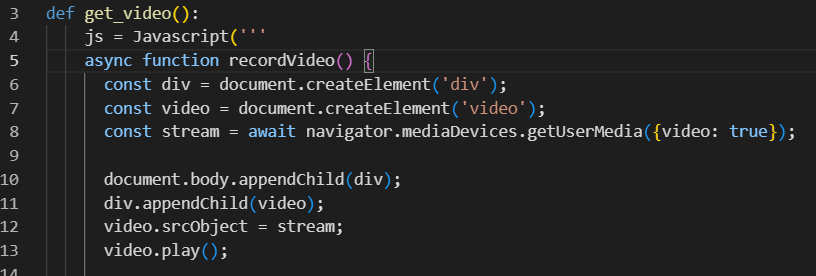 3 def get_video():
4 js = Javascript('''
5 async function recordVideo() {
6 const div = document.createElement('div');
7 const video = document.createElement('video');
8 const stream = await navigator.mediaDevices.getUserMedia({video: true});
9
10 document.body.appendChild(div);
11 div.appendChild(video);
12 video.srcObject = stream;
13 video.play();
14